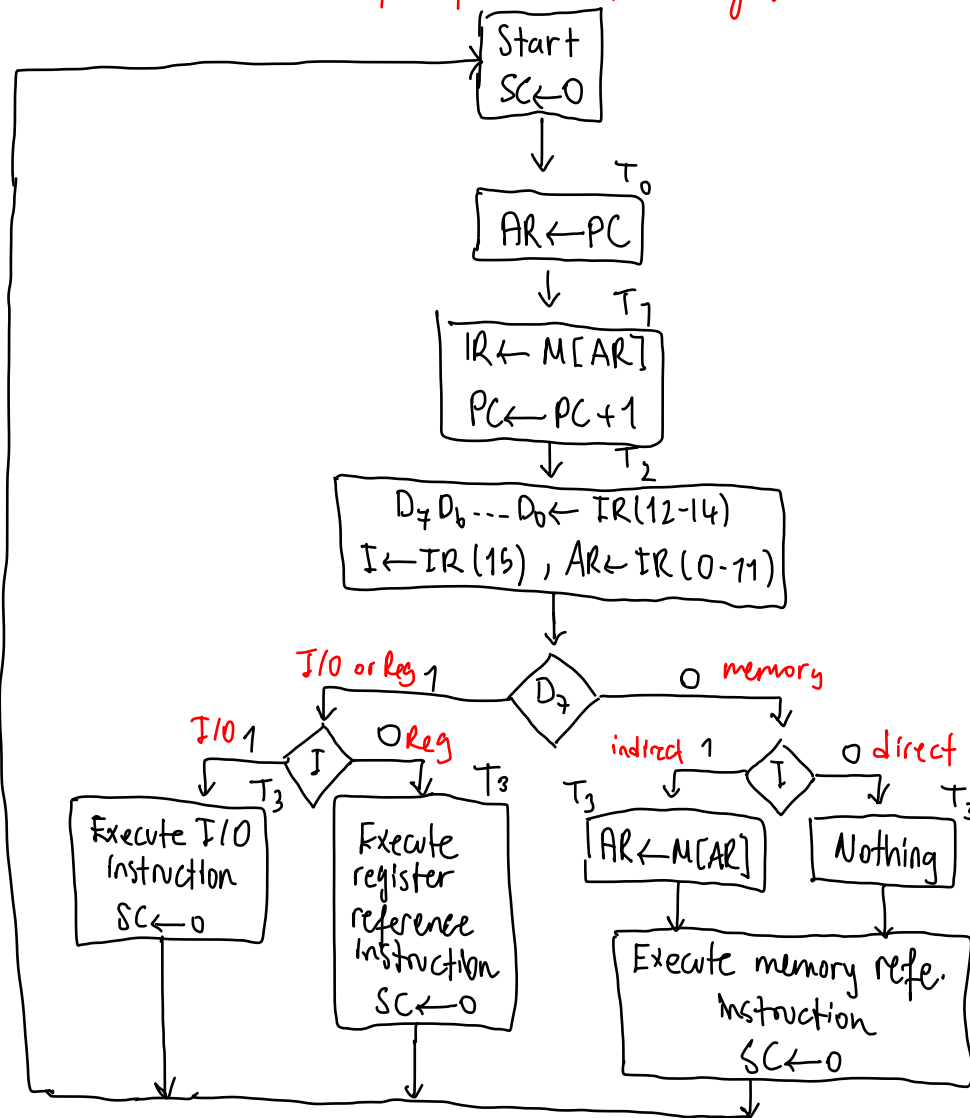 Start
SC←0
T0
AR←PC
T1
IR← M[AR]
PC← PC+1
T2
D7 D6 --- D0← IR(12-14)
I←IR(15), AR←IR(0-11)
D7
I/O or Reg 1
0 memory
I/O 1
I
0 Reg
indirect 1
I
0 direct
T3
Execute I/O
instruction
SC←0
T3
Execute
register
reference
instruction
SC←0
T3
AR←M[AR]
Nothing
Execute memory refe.
instruction
SC←0